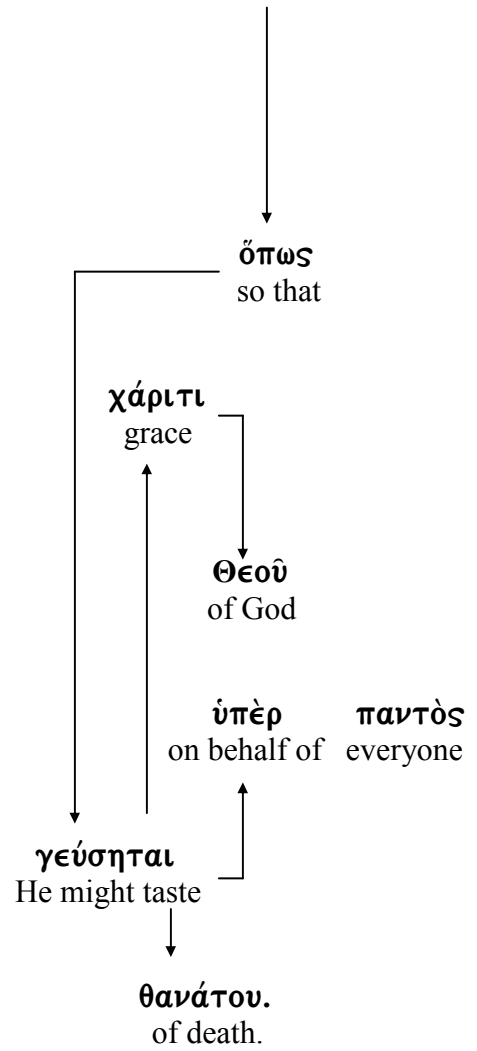 ὅπως
so that
χάριτι
grace
Θεοῦ
of God
ὑπὲρ παντὸς
on behalf of everyone
γεύσηται
He might taste
θανάτου.
of death.